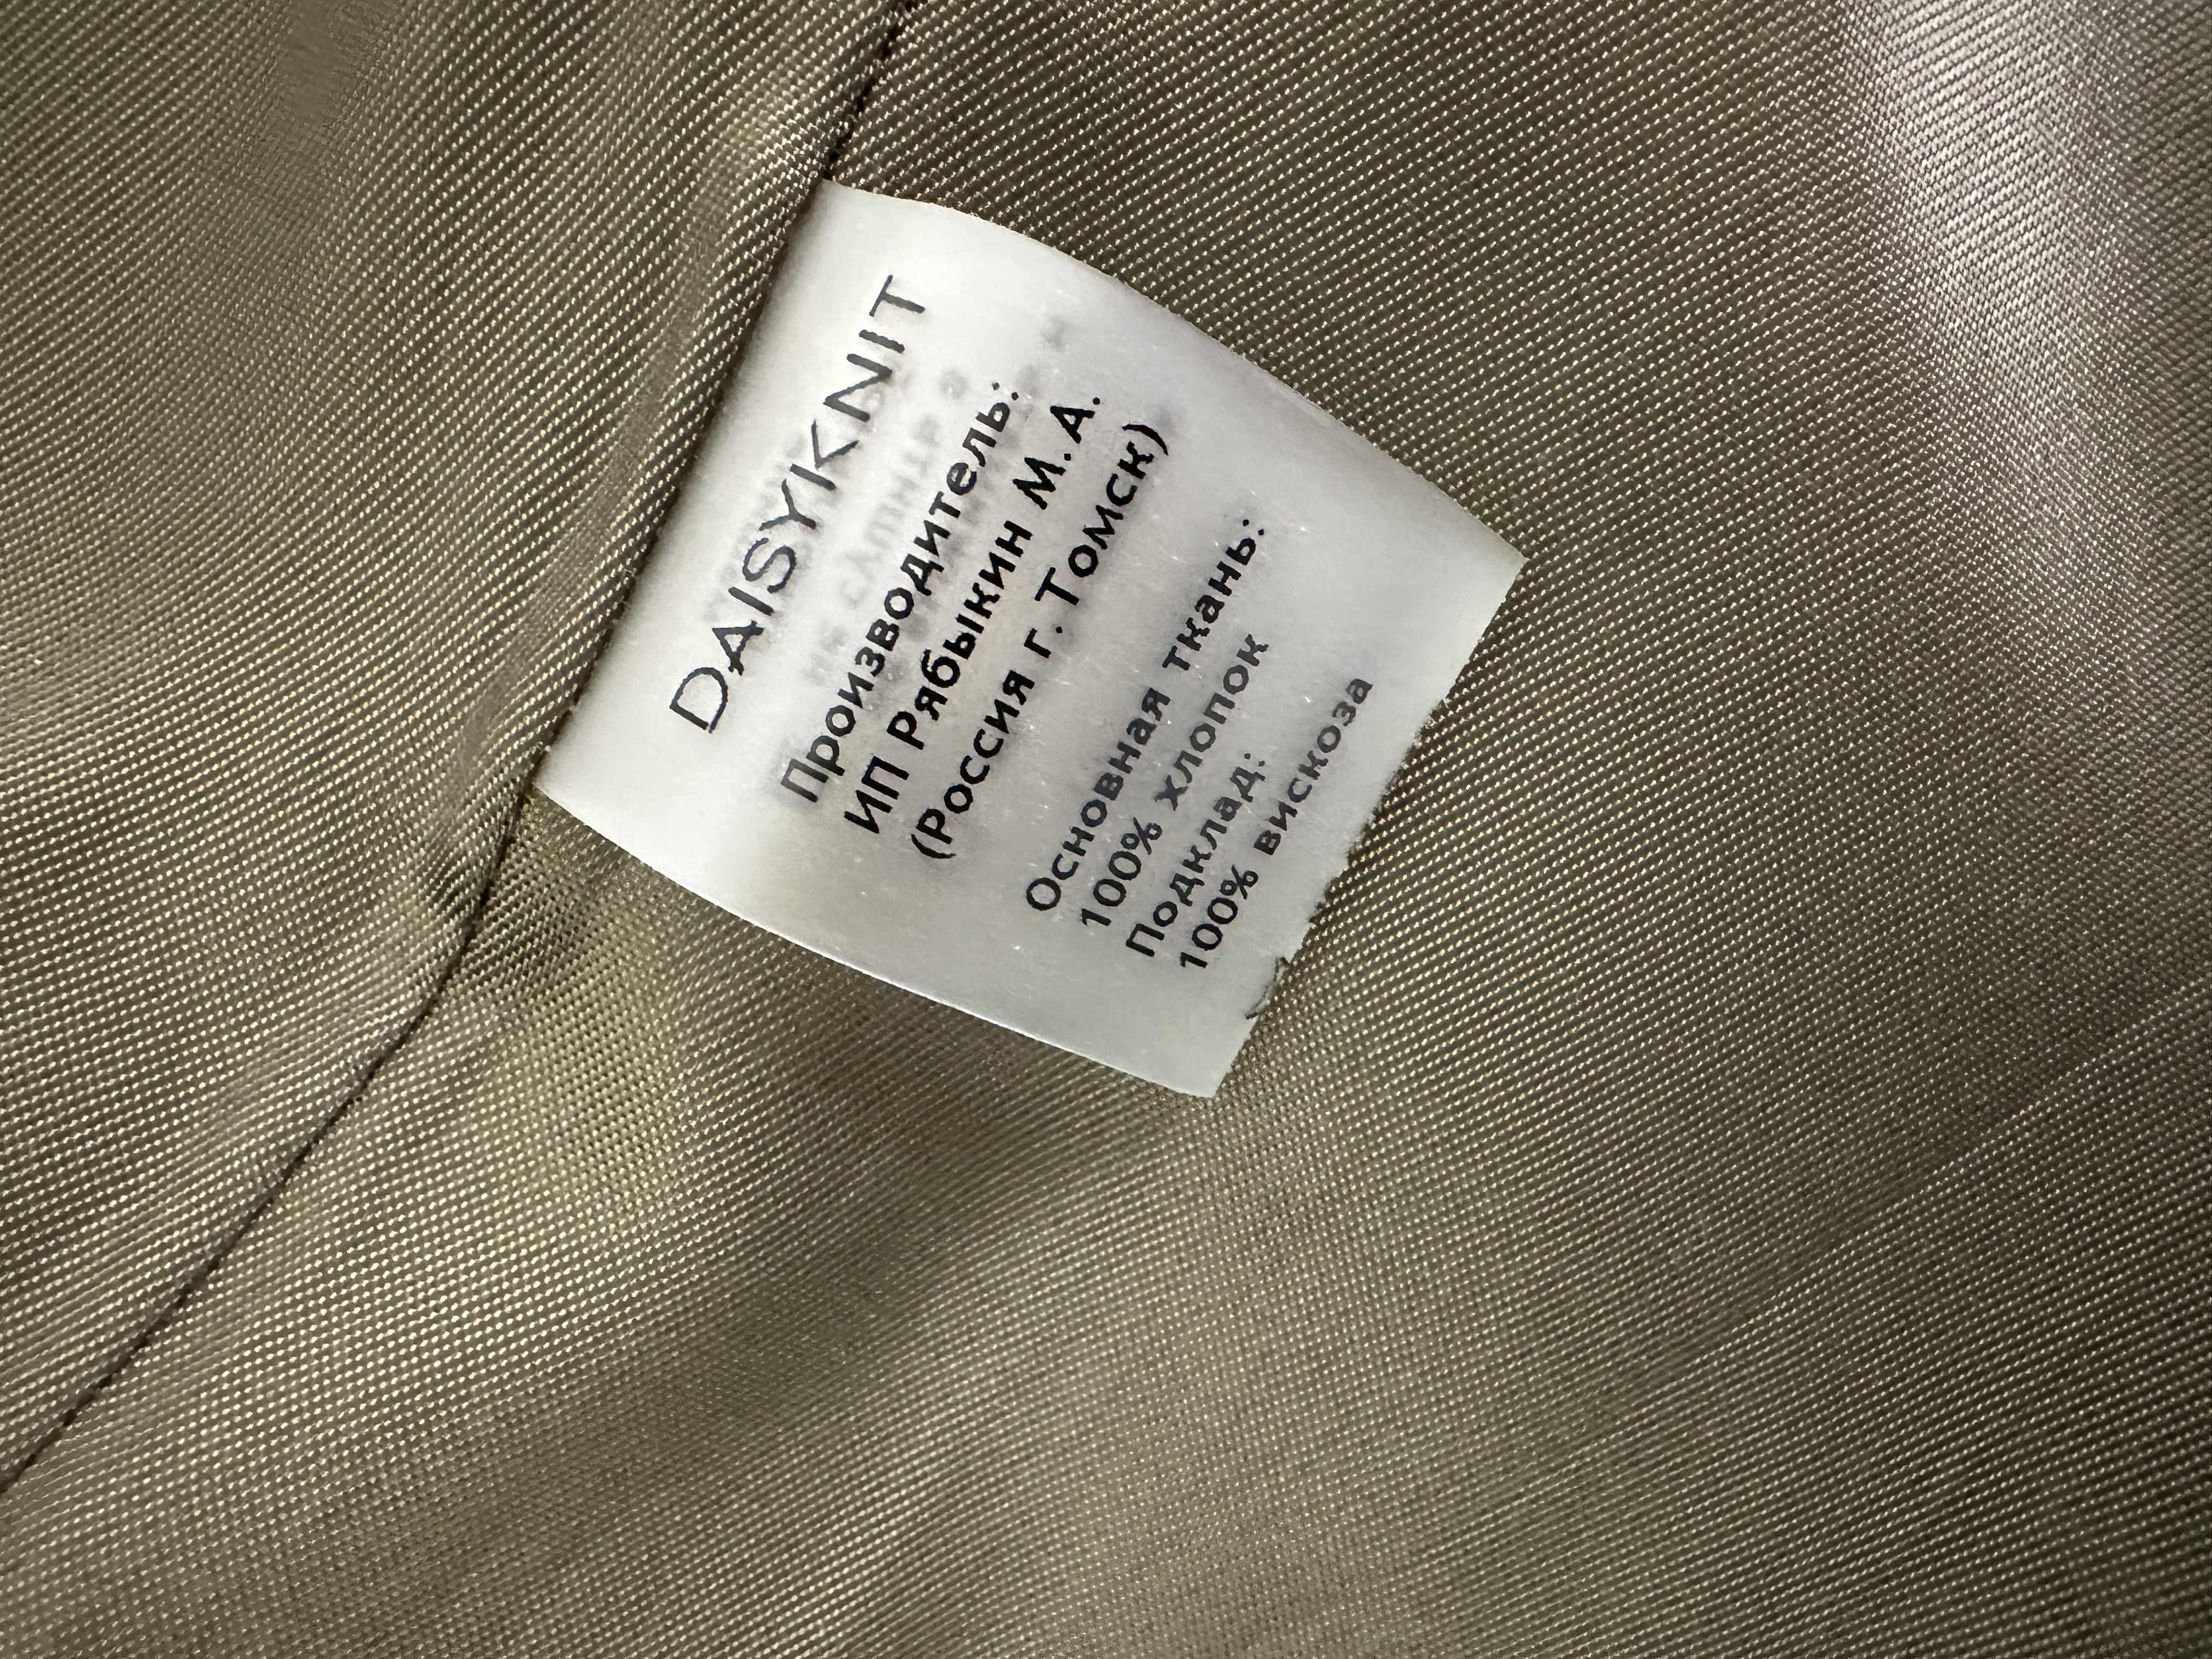 DAISYKNIT
Производитель:
ИП Рябыкин М. А.
(Россия г. Томск)
Основная ткань:
100% хлопок
Подклад:
100% вискоза